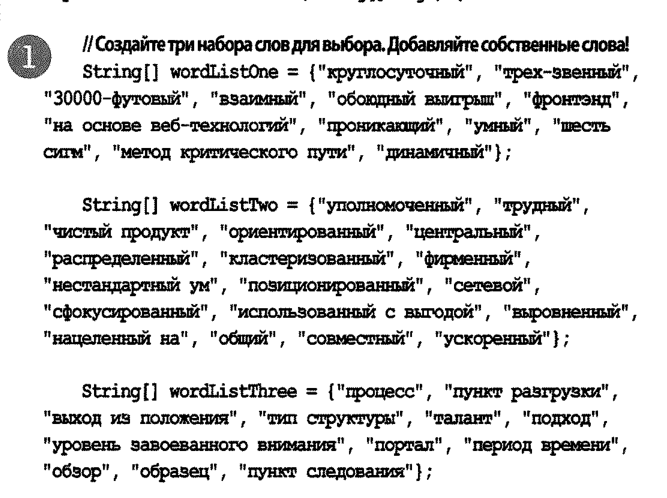 1
// Создайте три набора слов для выбора. Добавляйте собственные слова!
String[] wordListOne = {"круглосуточный", "трех-звенный",
"30000-футовый", "взаимный", "обоюдный выигрыш", "фронтэнд",
"на основе веб-технологий", "проникающий", "умный", "шесть
сигм", "метод критического пути", "динамичный"};
String[] wordListTwo = {"уполномоченный", "трудный",
"чистый продукт", "ориентированный", "центральный",
"распределенный", "кластеризованный", "фирменный",
"нестандартный ум", "позиционированный", "сетевой",
"сфокусированный", "использованный с выгодой", "выровненный",
"нацеленный на", "общий", "совместный", "ускоренный"};
String[] wordListThree = {"процесс", "пункт разгрузки",
"выход из положения", "тип структуры", "талант", "подход",
"уровень завоеванного внимания", "портал", "период времени",
"обзор", "образец", "пункт следования"};